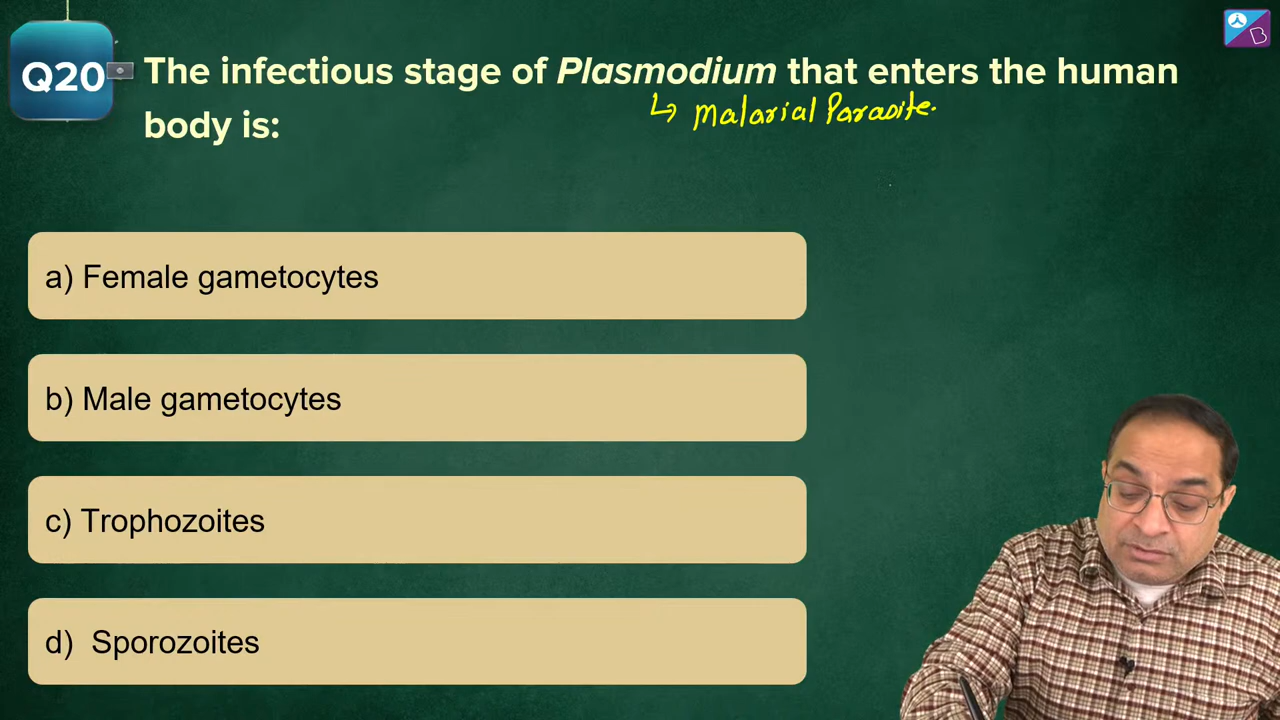 Q20
The infectious stage of Plasmodium that enters the human
↳ Malarial Parasite.
body is:
a) Female gametocytes
b) Male gametocytes
c) Trophozoites
d) Sporozoites
B